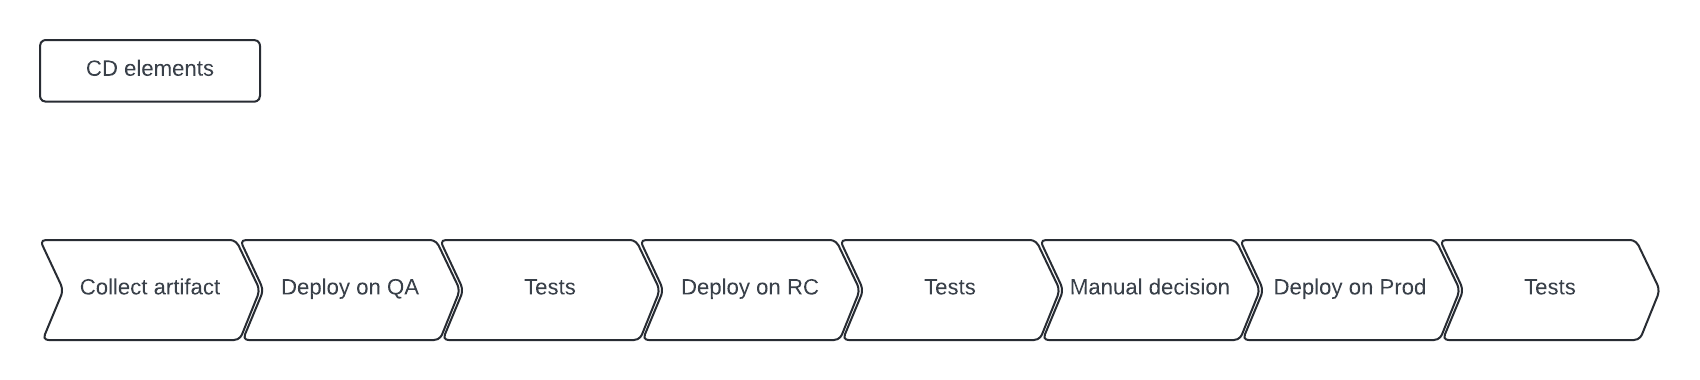 CD elements
Collect artifact
Deploy on QA
Tests
Deploy on RC
Tests
Manual decision
Deploy on Prod
Tests